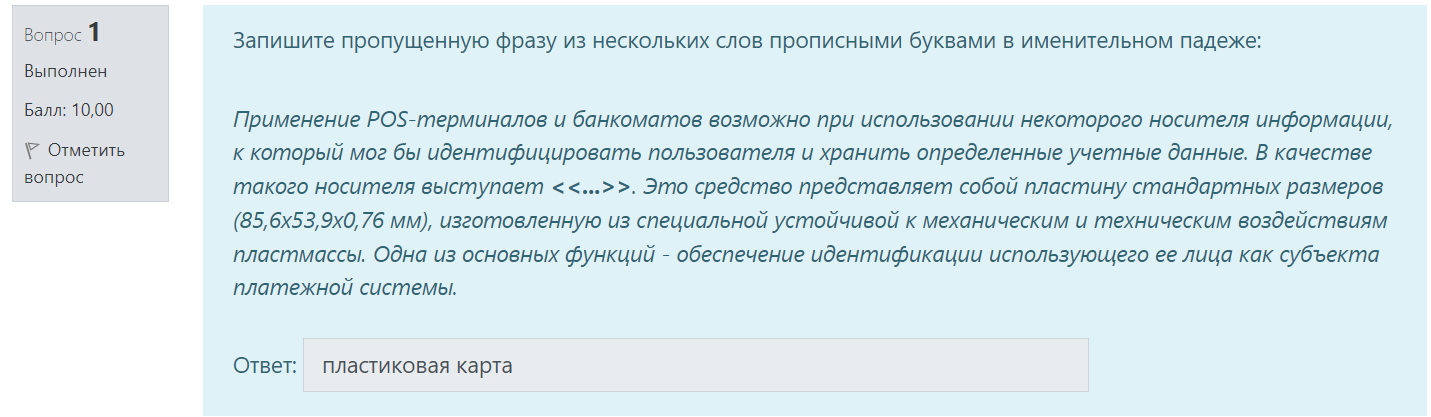 Вопрос 1
Выполнен
Балл: 10,00
Отметить
вопрос
Запишите пропущенную фразу из нескольких слов прописными буквами в именительном падеже:
Применение POS-терминалов и банкоматов возможно при использовании некоторого носителя информации,
к который мог бы идентифицировать пользователя и хранить определенные учетные данные. В качестве
такого носителя выступает <<...>>. Это средство представляет собой пластину стандартных размеров
(85,6х53,9х0,76 мм), изготовленную из специальной устойчивой к механическим и техническим воздействиям
пластмассы. Одна из основных функций - обеспечение идентификации использующего ее лица как субъекта
платежной системы.
Ответ: пластиковая карта